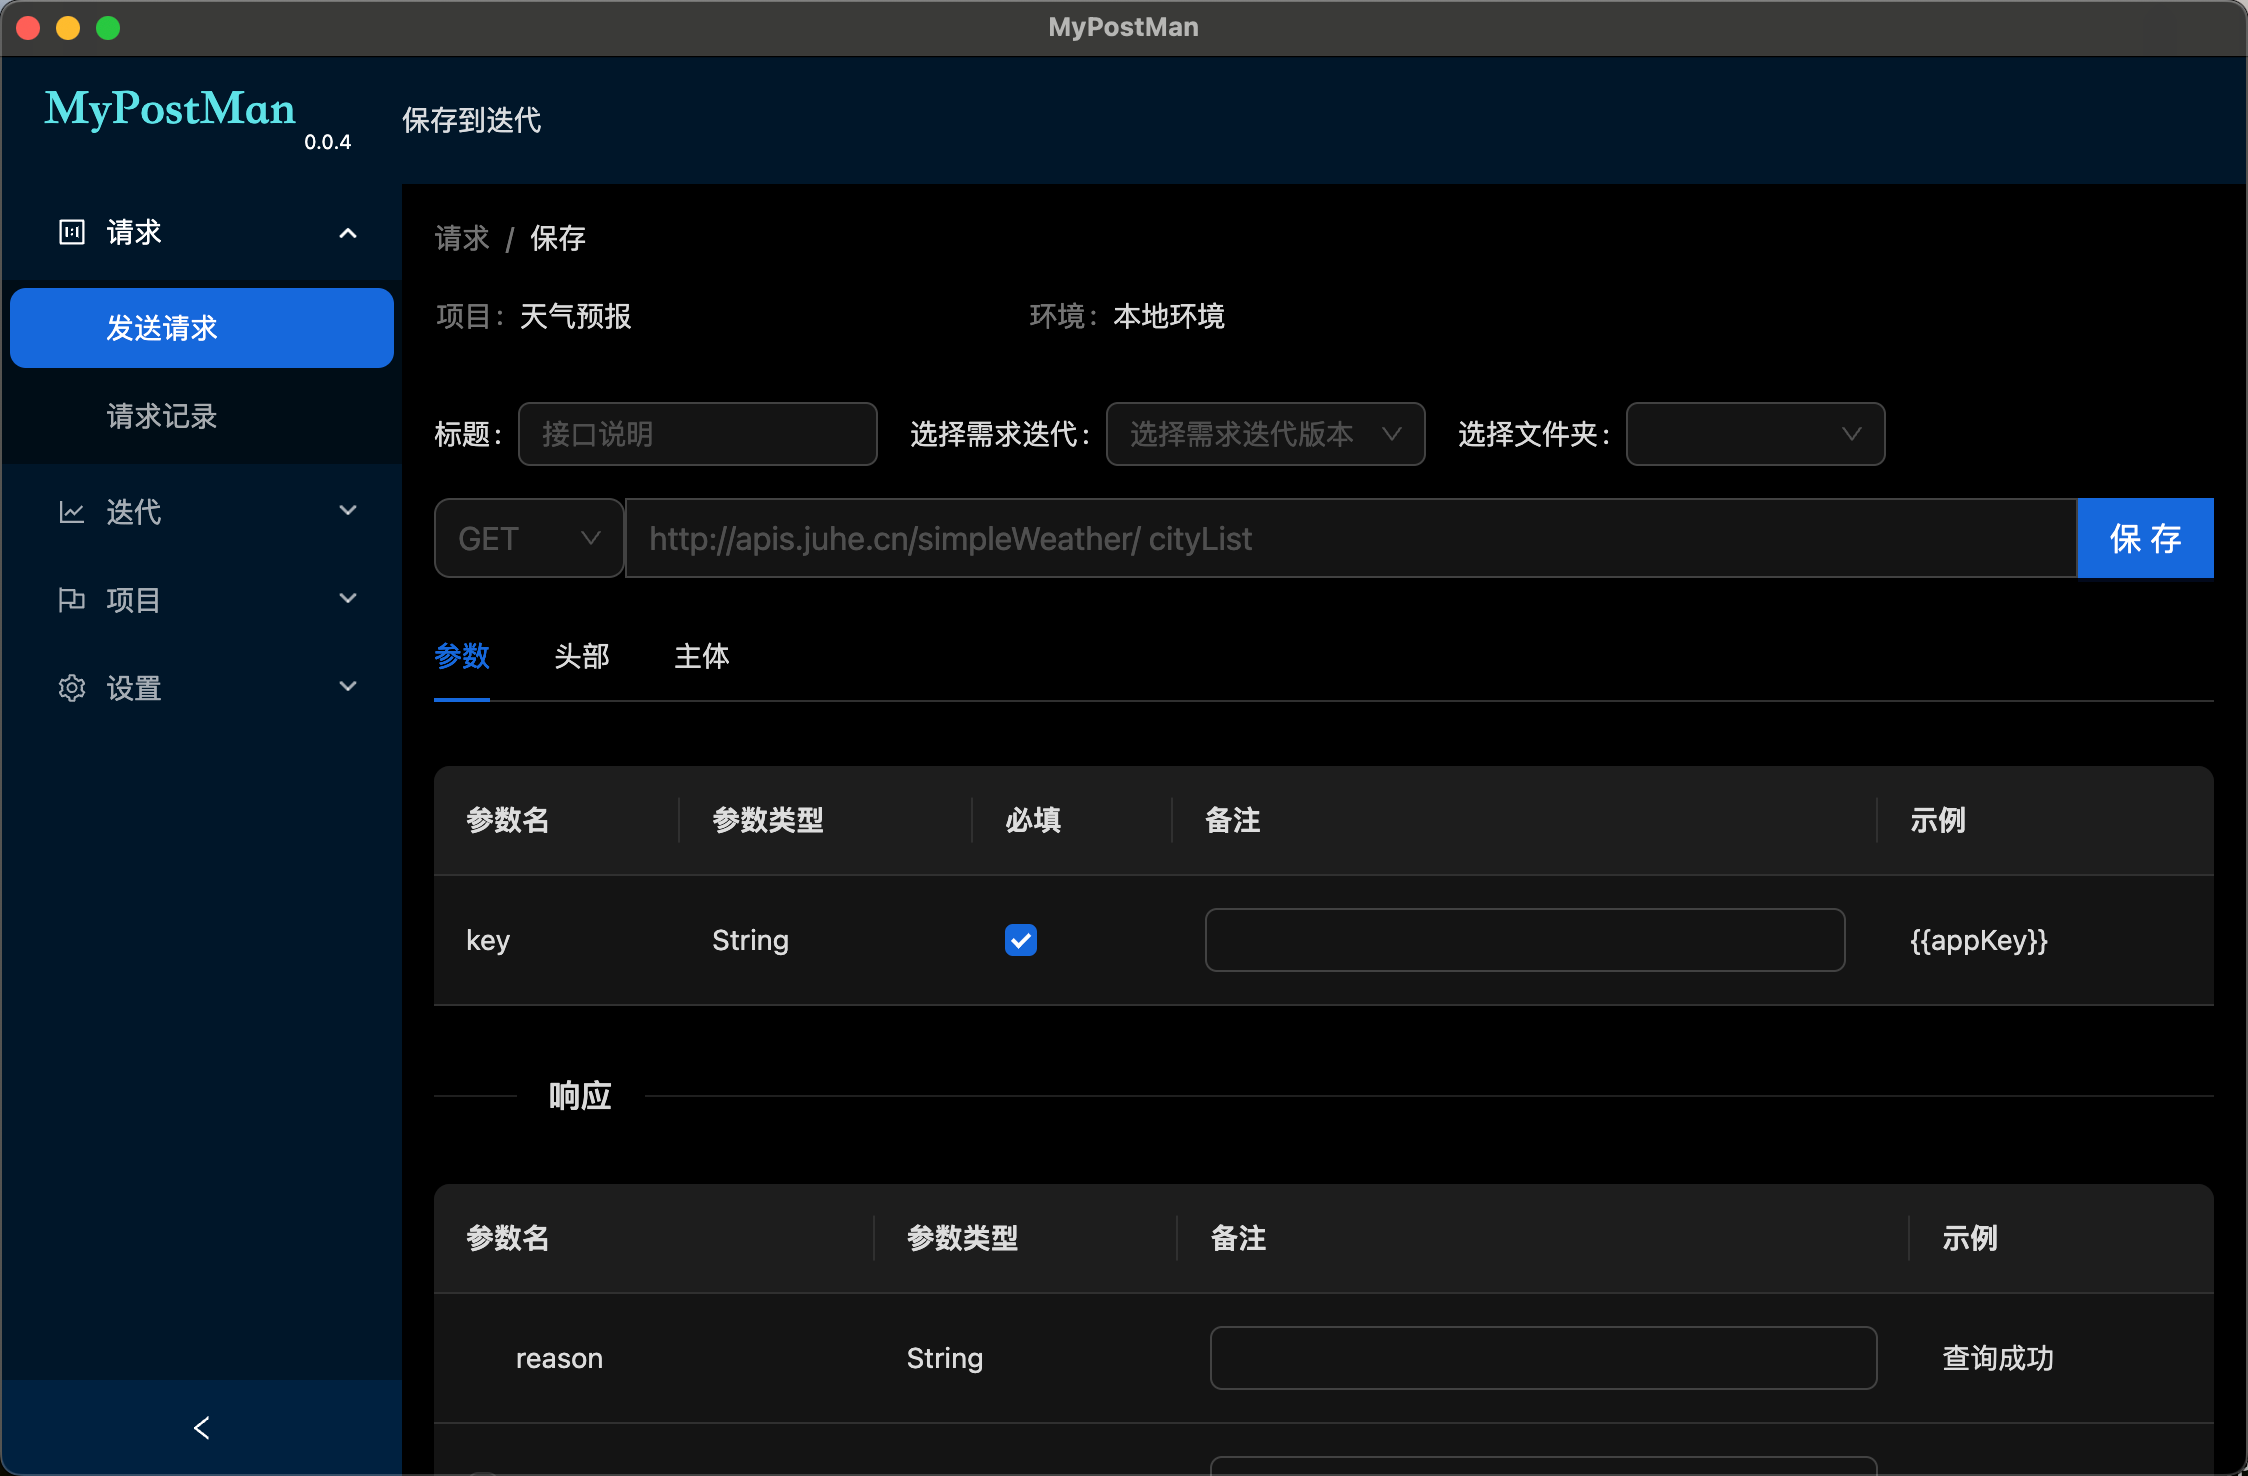 MyPostMan
MyPostMan 0.0.4
保存到迭代
请求
发送请求
请求记录
迭代
项目
设置
请求 / 保存
项目: 天气预报 环境: 本地环境
标题: 接口说明 选择需求迭代: 选择需求迭代版本 选择文件夹:
GET http://apis.juhe.cn/simpleWeather/ cityList 保 存
参数 头部 主体
参数名 参数类型 必填 备注 示例
key String {{appKey}}
响应
参数名 参数类型 备注 示例
reason String 查询成功